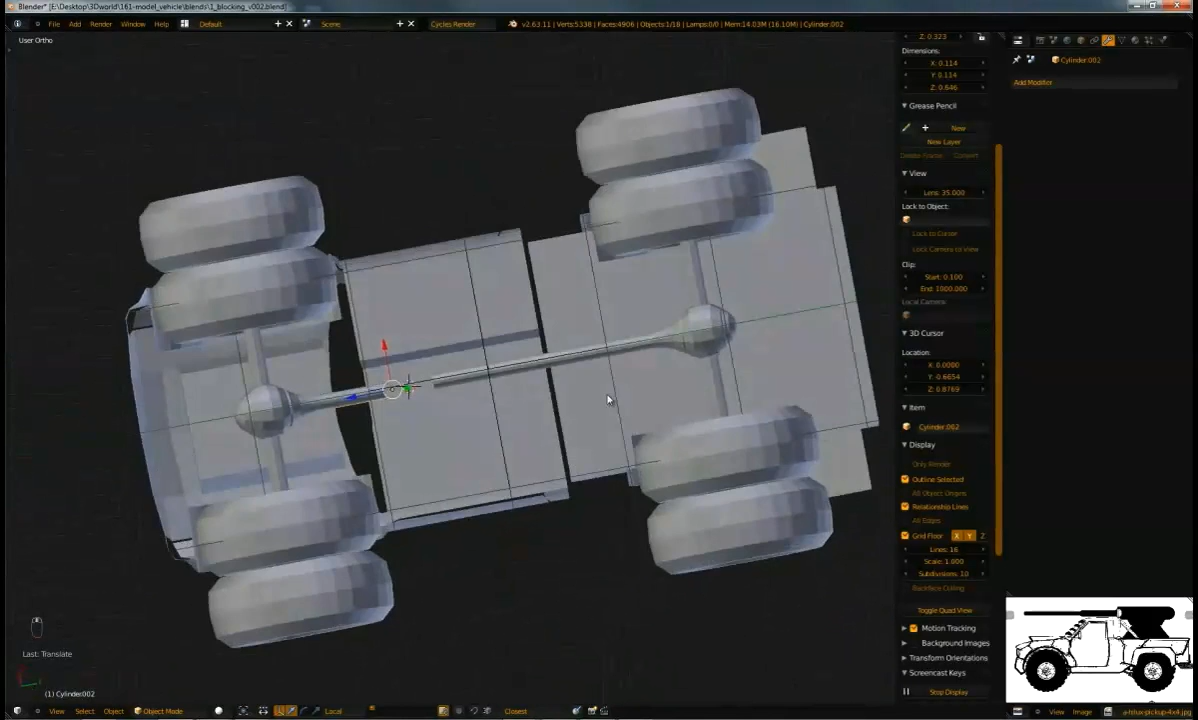 Blender* [E:\Desktop\3Dworld\161-model_vehicle\blends\1_blocking_v002.blend]
File Add Render Window Help Default Scene Cycles Render v2.63.11 | Verts:5338 | Faces:4906 | Objects:1/18 | Lamps:0/0 | Mem:14.03M (16.10M) | Cylinder.002
User Ortho
Z: 0.323
Dimensions:
X: 0.114
Y: 0.114
Z: 0.646
Grease Pencil
New
New Layer
Delete Frame Convert
View
Lens: 35.000
Lock to Object:
Lock to Cursor
Lock Camera to View
Clip:
Start: 0.100
End: 1000.000
Local Camera:
3D Cursor
Location:
X: 0.0000
Y: -0.6654
Z: 0.8769
Item
Cylinder.002
Display
Only Render
Outline Selected
All Object Origins
Relationship Lines
All Edges
Grid Floor X Y Z
Lines: 16
Scale: 1.000
Subdivisions: 10
Backface Culling
Toggle Quad View
Motion Tracking
Background Images
Transform Orientations
Screencast Keys
Stop Display
Cylinder.002
Add Modifier
Last: Translate
(1) Cylinder.002
View Select Object Object Mode Local Closest
View Image